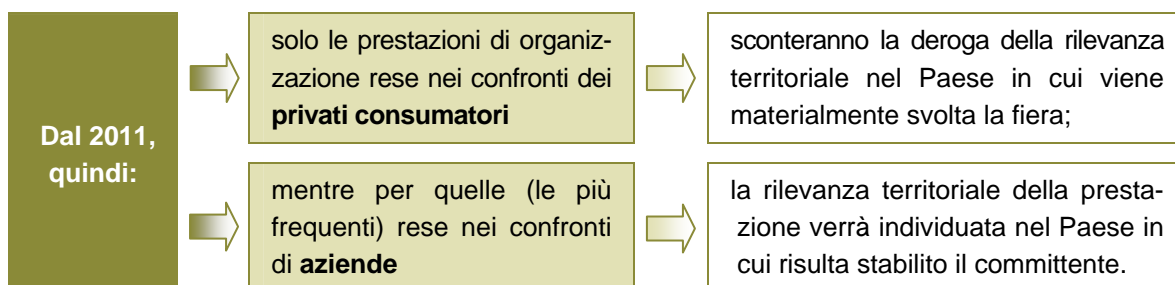 Dal 2011,
quindi:
solo le prestazioni di organiz-
zazione rese nei confronti dei
privati consumatori
sconteranno la deroga della rilevanza
territoriale nel Paese in cui viene
materialmente svolta la fiera;
mentre per quelle (le più
frequenti) rese nei confronti
di aziende
la rilevanza territoriale della presta-
zione verrà individuata nel Paese in
cui risulta stabilito il committente.